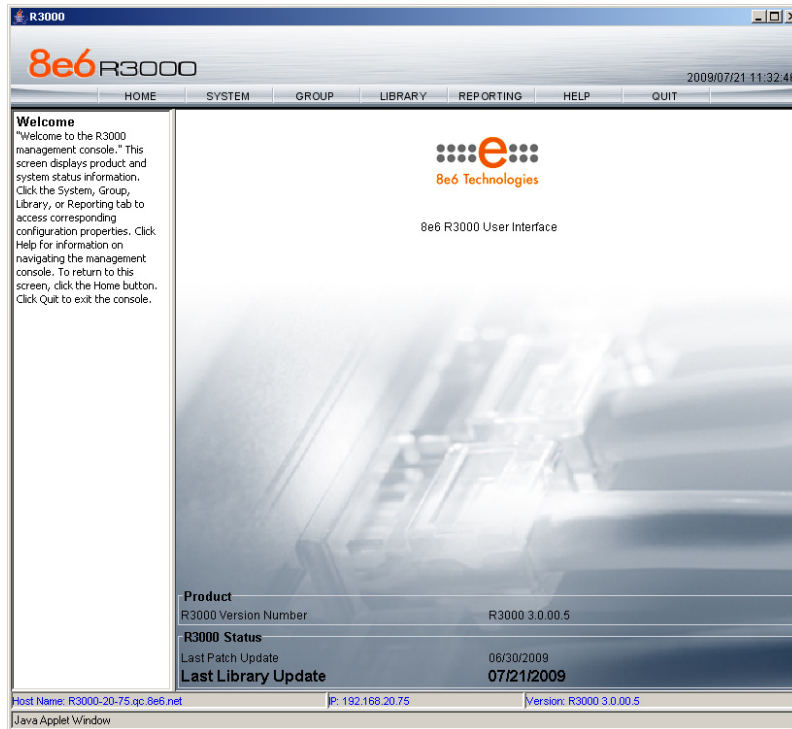 R3000
8e6 R3000
2009/07/21 11:32:48
HOME SYSTEM GROUP LIBRARY REPORTING HELP QUIT
Welcome
"Welcome to the R3000
management console." This
screen displays product and
system status information.
Click the System, Group,
Library, or Reporting tab to
access corresponding
configuration properties. Click
Help for information on
navigating the management
console. To return to this
screen, click the Home button.
Click Quit to exit the console.
e
8e6 Technologies
8e6 R3000 User Interface
Product
R3000 Version Number R3000 3.0.00.5
R3000 Status
Last Patch Update 06/30/2009
Last Library Update 07/21/2009
Host Name: R3000-20-75.qc.8e6.net IP: 192.168.20.75 Version: R3000 3.0.00.5
Java Applet Window